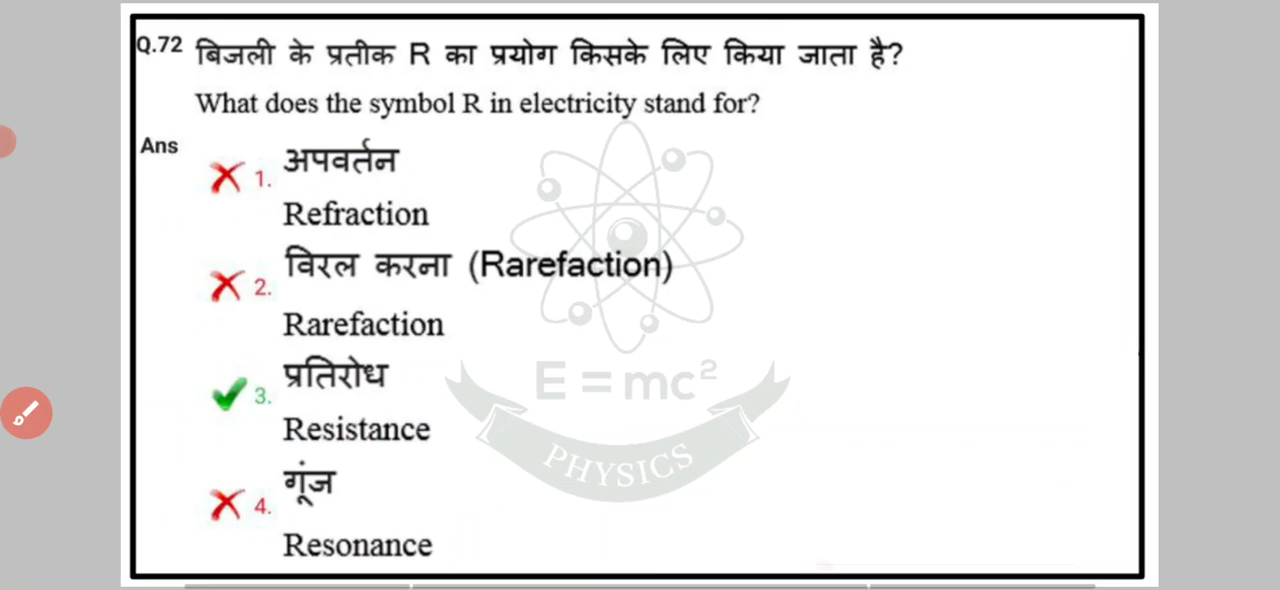 Q.72 बिजली के प्रतीक R का प्रयोग किसके लिए किया जाता है?
What does the symbol R in electricity stand for?
Ans
1. अपवर्तन
Refraction
2. विरल करना (Rarefaction)
Rarefaction
3. प्रतिरोध
Resistance
4. गूंज
Resonance
E = mc²
PHYSICS